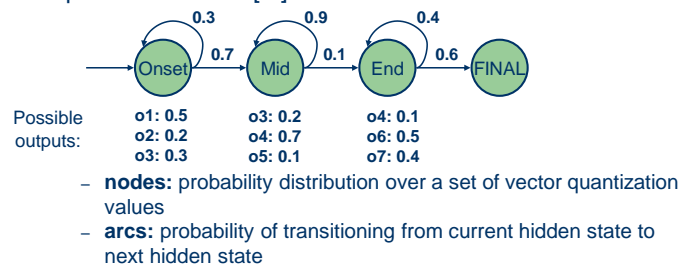 0.3 0.9 0.4
Onset 0.7 Mid 0.1 End 0.6 FINAL
Possible outputs:
o1: 0.5 o3: 0.2 o4: 0.1
o2: 0.2 o4: 0.7 o6: 0.5
o3: 0.3 o5: 0.1 o7: 0.4
– nodes: probability distribution over a set of vector quantization
values
– arcs: probability of transitioning from current hidden state to
next hidden state